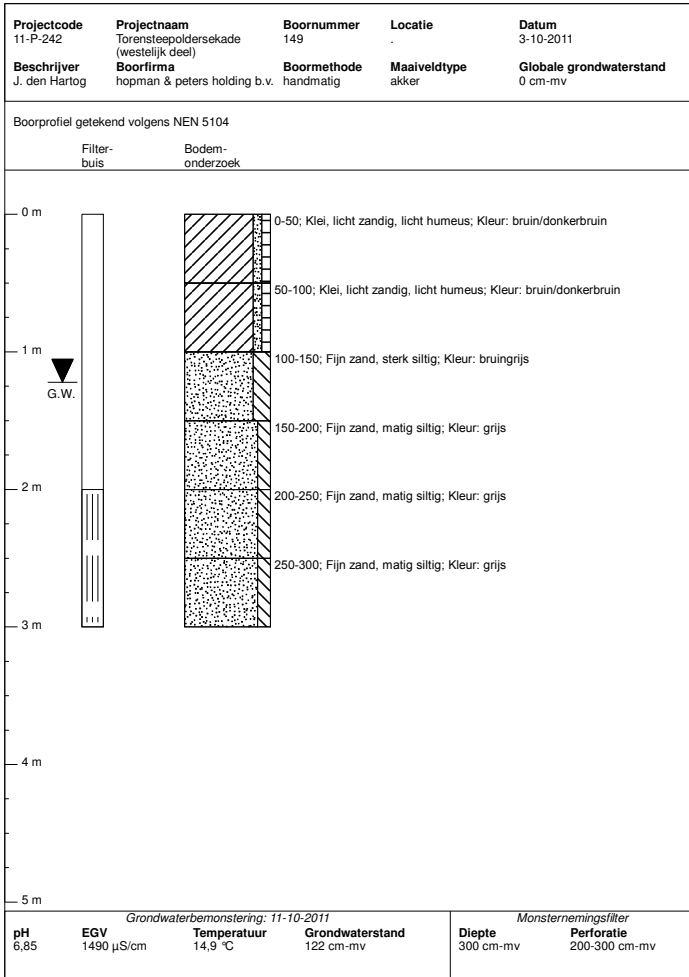 Projectcode Projectnaam Boornummer Locatie Datum
11-P-242 Torensteepoldersekade 149 . 3-10-2011
(westelijk deel)
Beschrijver Boorfirma Boormethode Maaiveldtype Globale grondwaterstand
J. den Hartog hopman & peters holding b.v. handmatig akker 0 cm-mv
Boorprofiel getekend volgens NEN 5104
Filter- Bodem-
buis onderzoek
0 m
0-50; Klei, licht zandig, licht humeus; Kleur: bruin/donkerbruin
50-100; Klei, licht zandig, licht humeus; Kleur: bruin/donkerbruin
1 m
100-150; Fijn zand, sterk siltig; Kleur: bruingrijs
G.W.
150-200; Fijn zand, matig siltig; Kleur: grijs
2 m
200-250; Fijn zand, matig siltig; Kleur: grijs
250-300; Fijn zand, matig siltig; Kleur: grijs
3 m
4 m
5 m
Grondwaterbemonstering: 11-10-2011 Monsternemingsfilter
pH EGV Temperatuur Grondwaterstand Diepte Perforatie
6,85 1490 µS/cm 14,9 °C 122 cm-mv 300 cm-mv 200-300 cm-mv